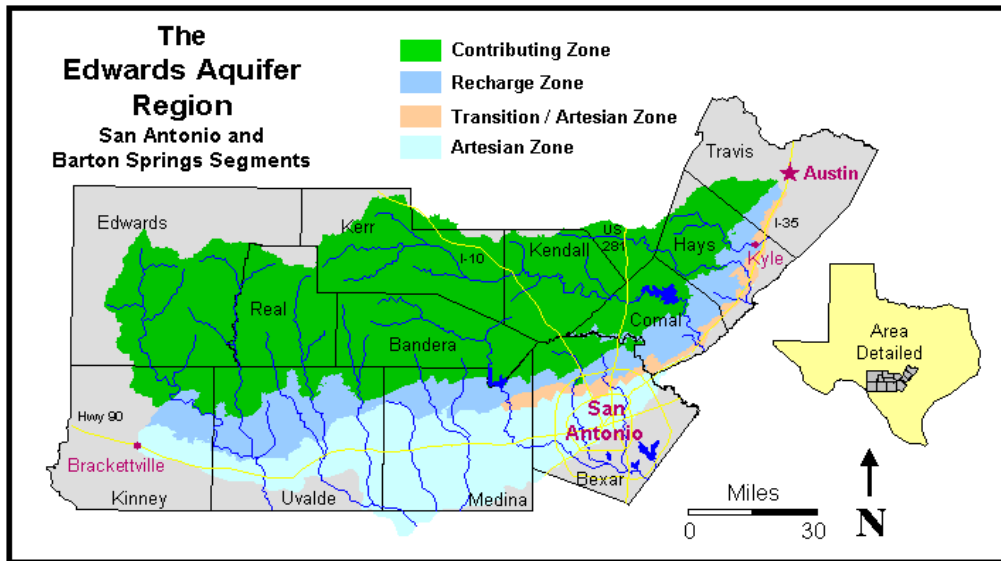 The
Edwards Aquifer
Region
San Antonio and
Barton Springs Segments
Contributing Zone
Recharge Zone
Transition / Artesian Zone
Artesian Zone
Travis
Austin
Edwards
Kerr
I-10
Kendall
US
281
Hays
I-35
Kyle
Real
Comal
Bandera
Area
Detailed
Hwy 90
San
Antonio
Brackettville
Bexar
Kinney
Uvalde
Medina
Miles
0
30
N